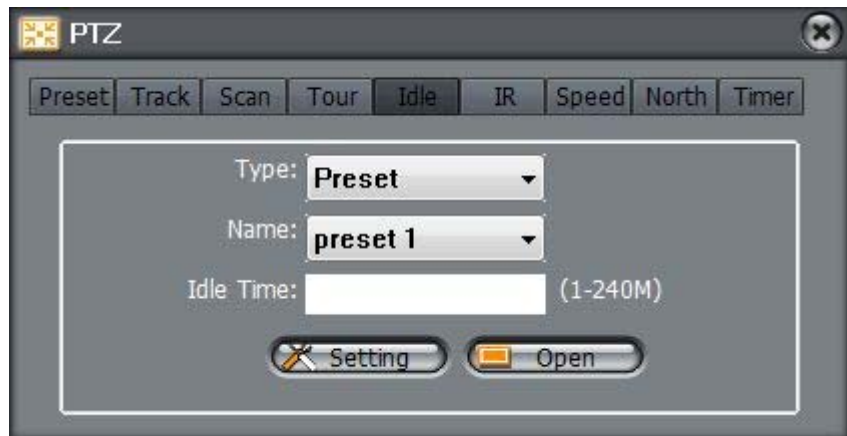 PTZ
Preset Track Scan Tour Idle IR Speed North Timer
Type: Preset
Name: preset 1
Idle Time: (1-240M)
Setting Open